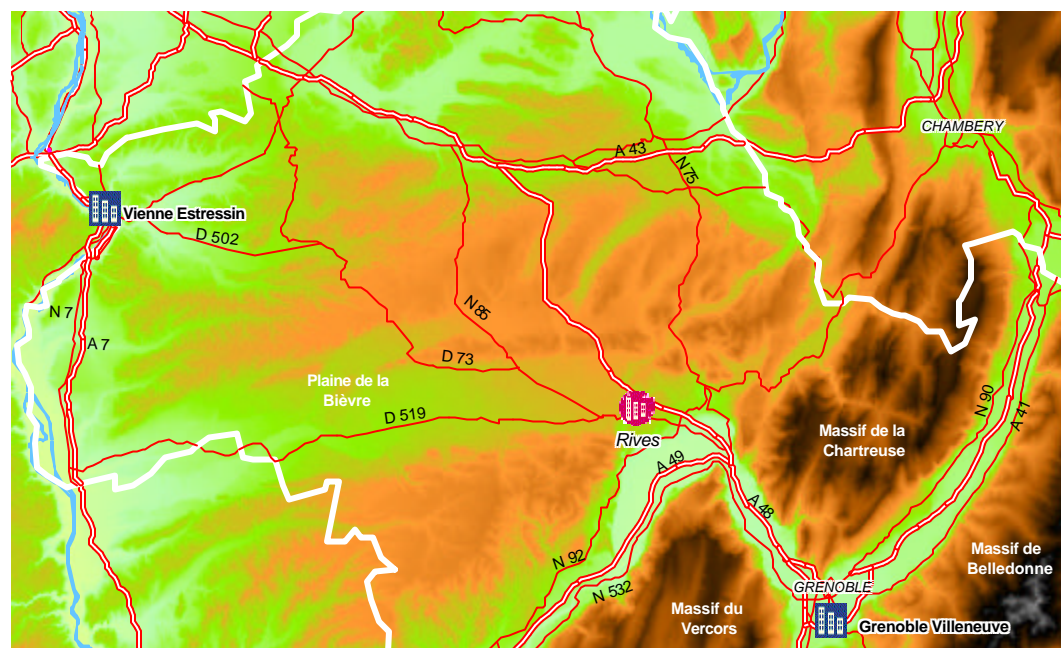 CHAMBERY
A 43
N 75
Vienne Estressin
D 502
N 7
A 7
N 85
D 73
Plaine de la
Bièvre
D 519
Rives
N 90
A 41
Massif de la
Chartreuse
A 49
A 48
N 92
N 532
Massif de
Belledonne
GRENOBLE
Massif du
Vercors
Grenoble Villeneuve